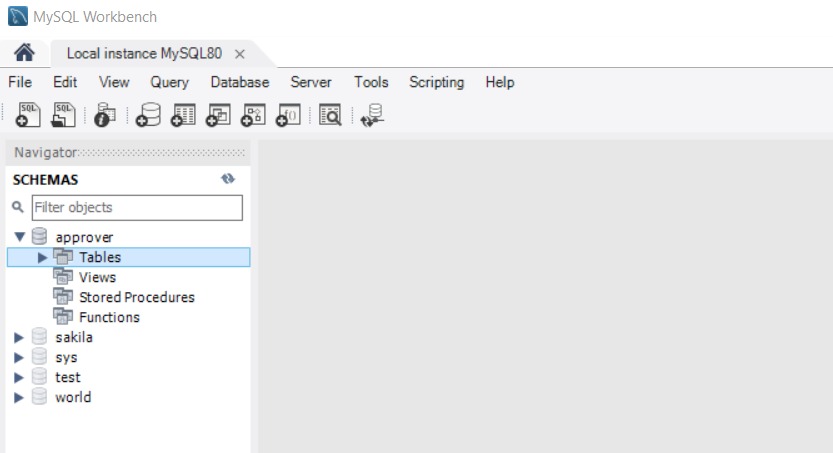 MySQL Workbench
Local instance MySQL80
File Edit View Query Database Server Tools Scripting Help
SQL SQL
Navigator
SCHEMAS
Filter objects
approver
Tables
Views
Stored Procedures
Functions
sakila
sys
test
world